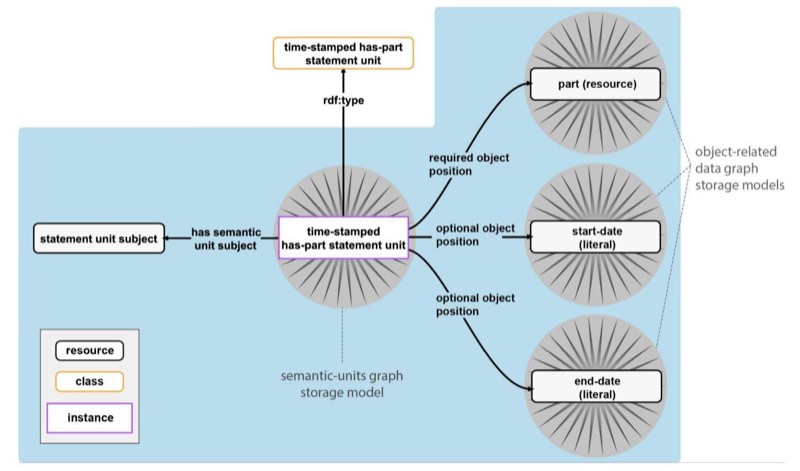 time-stamped has-part
statement unit
rdf:type
part (resource)
required object
position
object-related
data graph
storage models
statement unit subject
has semantic
unit subject
time-stamped
has-part statement unit
optional object
position
start-date
(literal)
optional object
position
resource
class
instance
semantic-units graph
storage model
end-date
(literal)